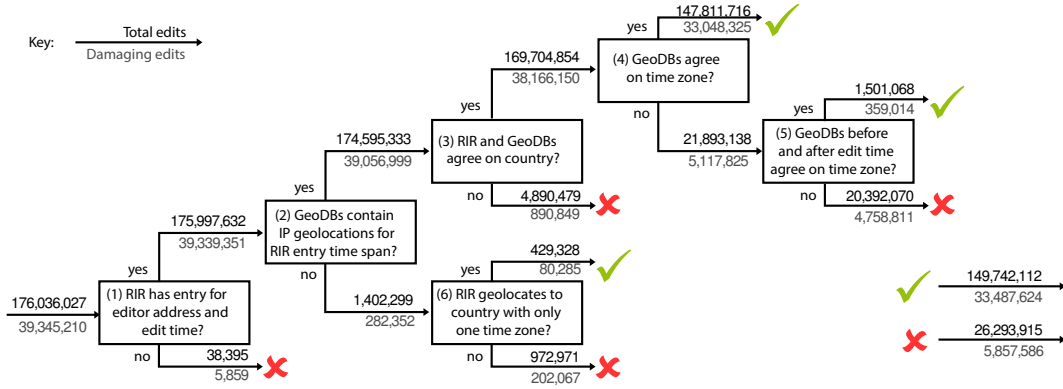 Key:
Total edits
Damaging edits
176,036,027
39,345,210
(1) RIR has entry for
editor address and
edit time?
yes
175,997,632
39,339,351
no
38,395
5,859
(2) GeoDBs contain
IP geolocations for
RIR entry time span?
yes
174,595,333
39,056,999
no
1,402,299
282,352
(3) RIR and GeoDBs
agree on country?
yes
169,704,854
38,166,150
no
4,890,479
890,849
(4) GeoDBs agree
on time zone?
yes
147,811,716
33,048,325
no
21,893,138
5,117,825
(5) GeoDBs before
and after edit time
agree on time zone?
yes
1,501,068
359,014
no
20,392,070
4,758,811
(6) RIR geolocates to
country with only
one time zone?
yes
429,328
80,285
no
972,971
202,067
149,742,112
33,487,624
26,293,915
5,857,586